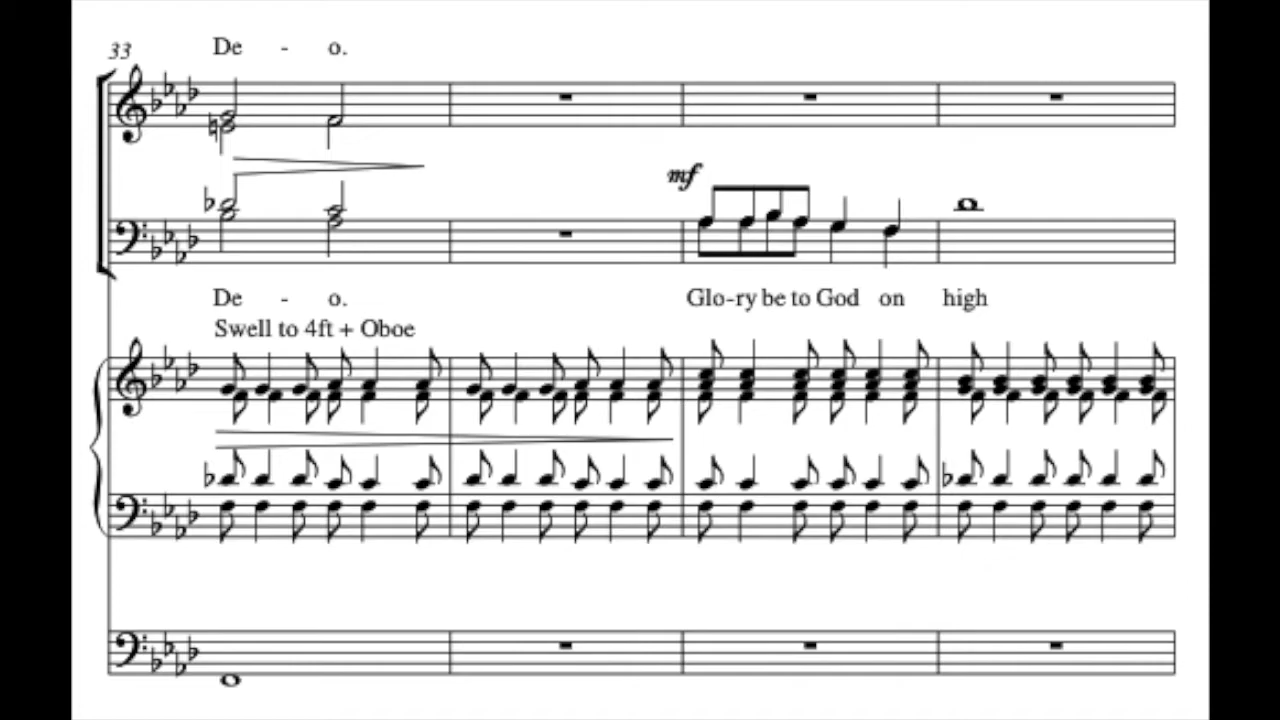 33
De - o.
mf
De - o.
Glo-ry be to God on high
Swell to 4ft + Oboe